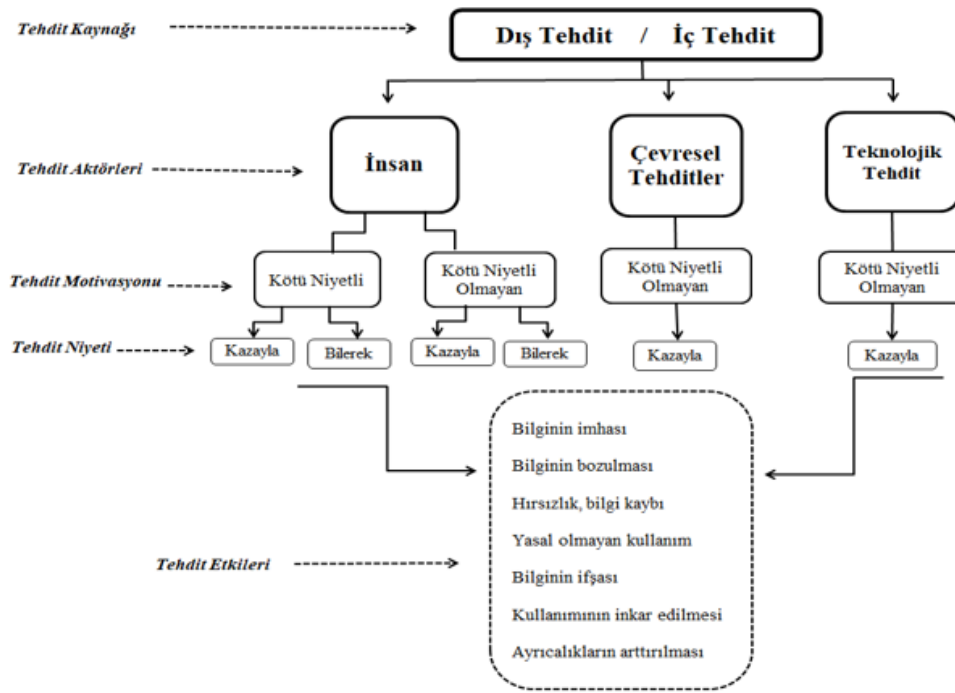 Tehdit Kaynağı
Dış Tehdit / İç Tehdit
Tehdit Aktörleri
İnsan
Çevresel
Tehditler
Teknolojik
Tehdit
Tehdit Motivasyonu
Kötü Niyetli
Kötü Niyetli
Olmayan
Kötü Niyetli
Olmayan
Kötü Niyetli
Olmayan
Tehdit Niyeti
Kazayla
Bilerek
Kazayla
Bilerek
Kazayla
Kazayla
Tehdit Etkileri
Bilginin imhası
Bilginin bozulması
Hırsızlık, bilgi kaybı
Yasal olmayan kullanım
Bilginin ifşası
Kullanımının inkar edilmesi
Ayrıcalıkların arttırılması